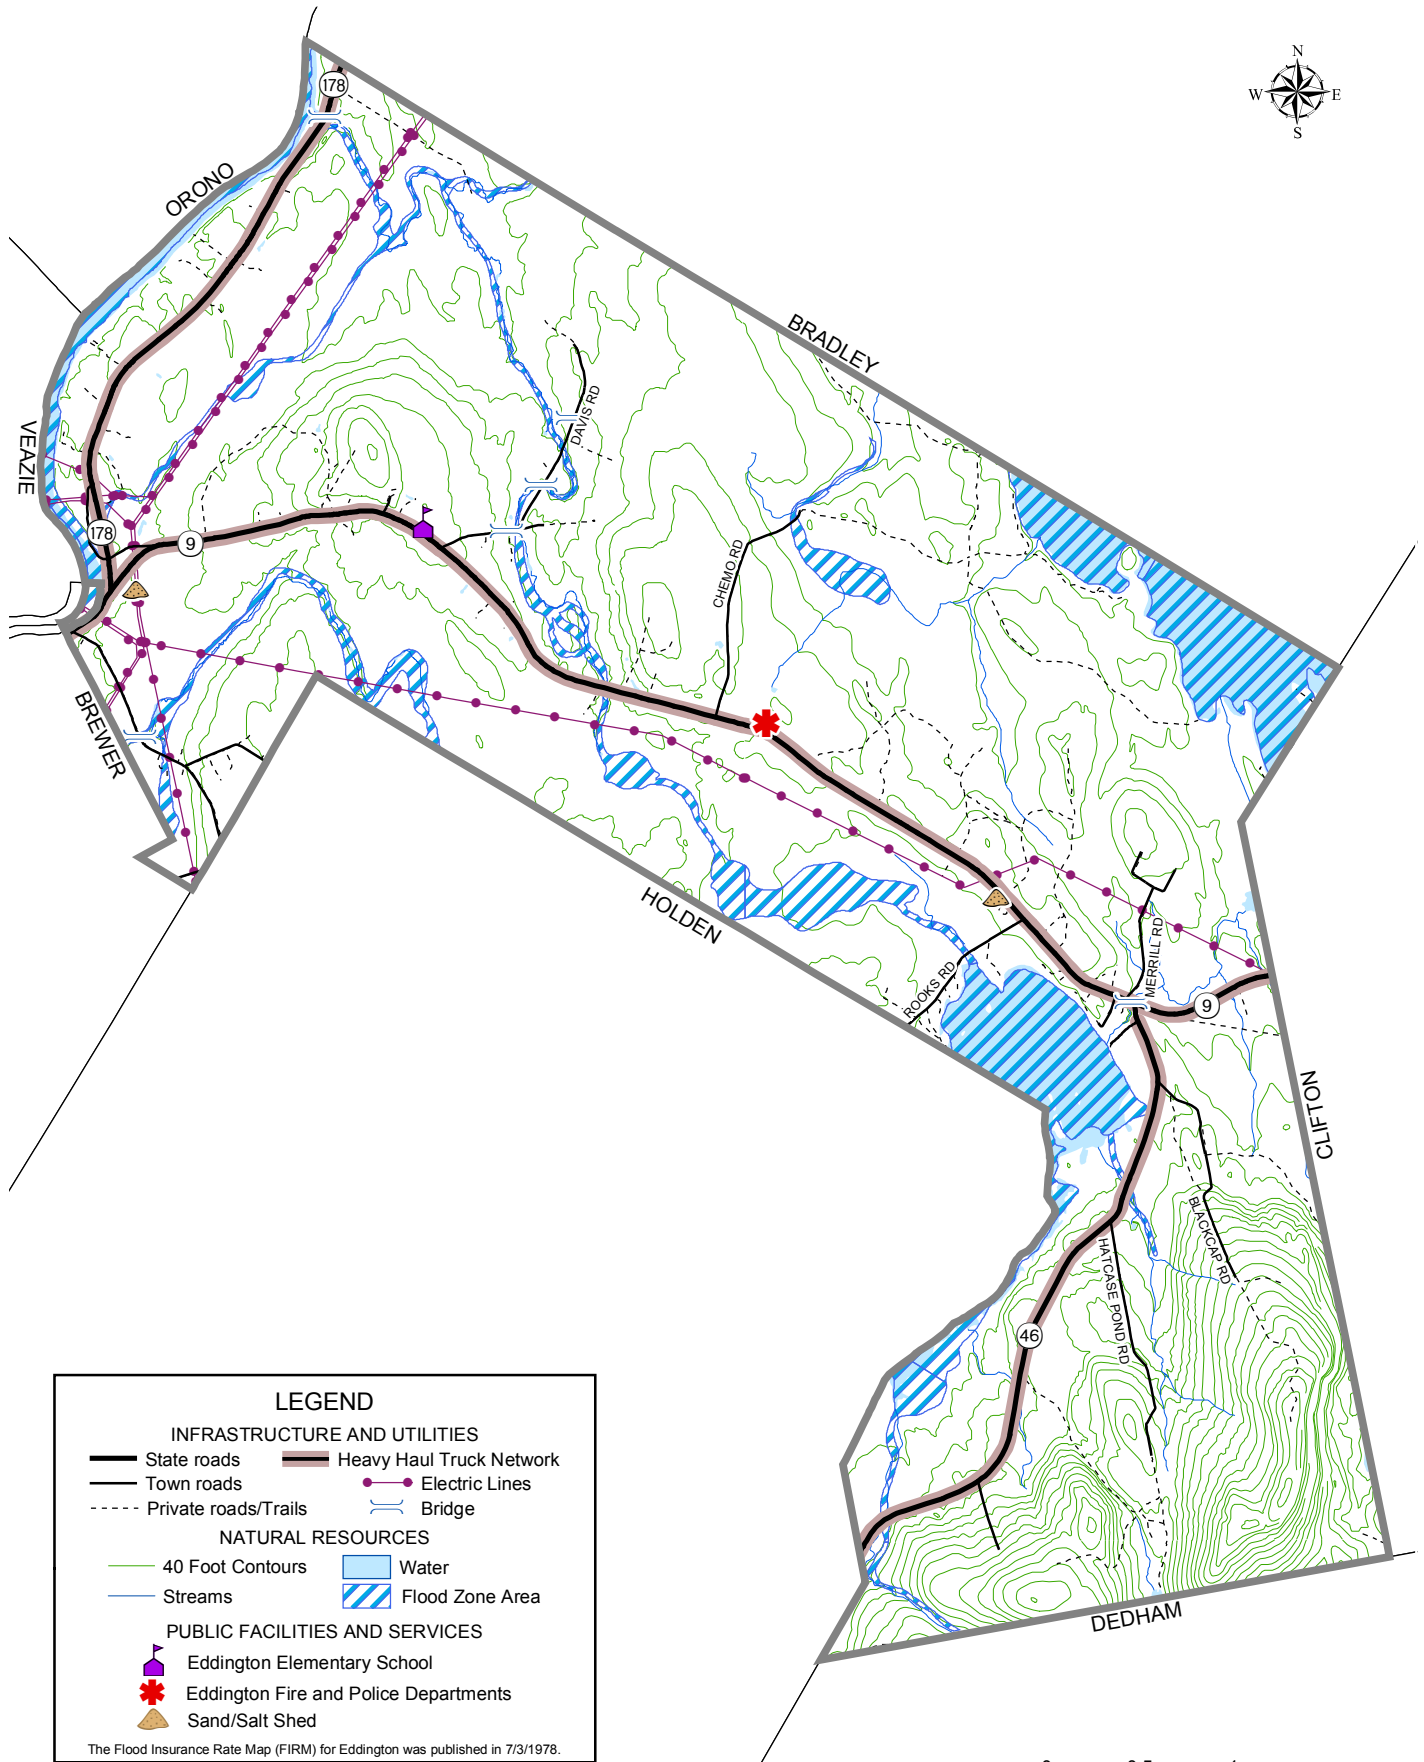 N
W E
S
178
ORONO
BRADLEY
DAVIS RD
VEAZIE
178
9
CHEMO RD
BREWER
HOLDEN
MERRILL RD
ROOKS RD
9
CLIFTON
BLACKCAP RD
HATCASE POND RD
46
DEDHAM
LEGEND
INFRASTRUCTURE AND UTILITIES
State roads Heavy Haul Truck Network
Town roads Electric Lines
Private roads/Trails Bridge
NATURAL RESOURCES
40 Foot Contours Water
Streams Flood Zone Area
PUBLIC FACILITIES AND SERVICES
Eddington Elementary School
Eddington Fire and Police Departments
Sand/Salt Shed
The Flood Insurance Rate Map (FIRM) for Eddington was published in 7/3/1978.